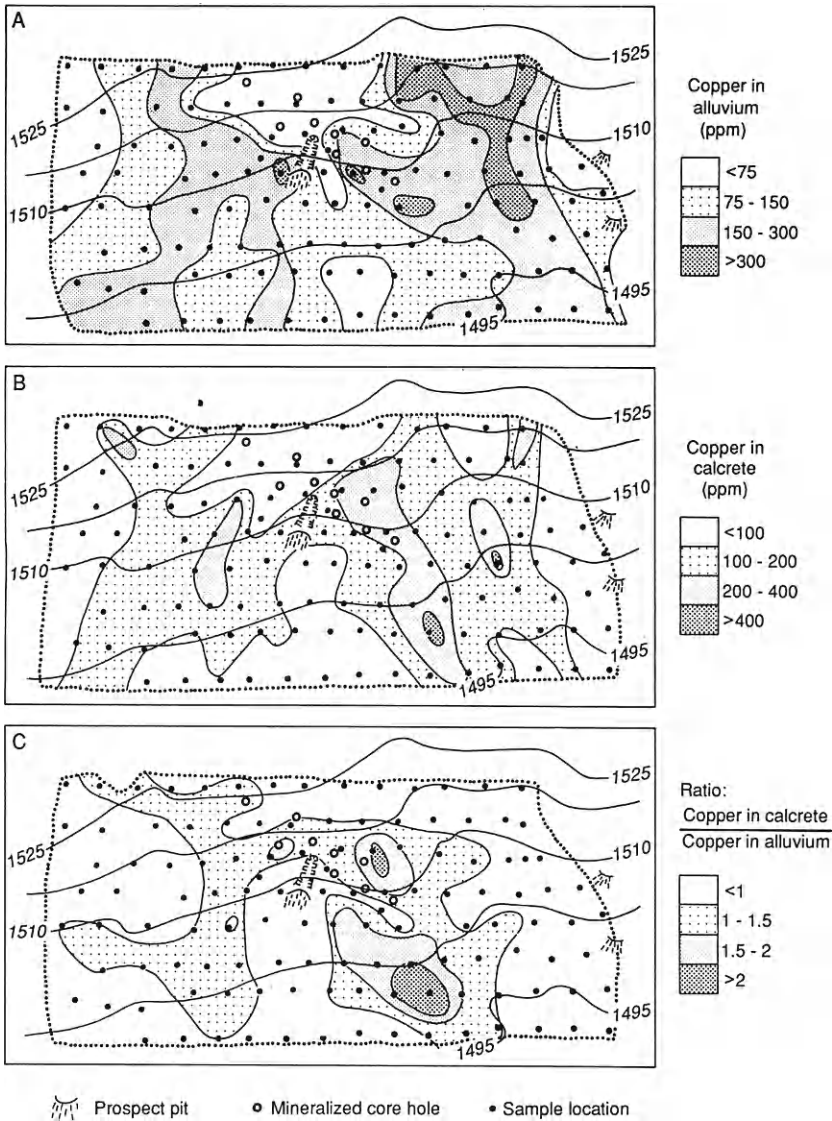 A
1525
1510
1525
1510
1495
1495
Copper in
alluvium
(ppm)
<75
75 - 150
150 - 300
>300
B
1525
1510
1525
1510
1495
1495
Copper in
calcrete
(ppm)
<100
100 - 200
200 - 400
>400
C
1525
1510
1525
1510
1495
1495
Ratio:
Copper in calcrete
Copper in alluvium
<1
1 - 1.5
1.5 - 2
>2
Prospect pit
Mineralized core hole
Sample location